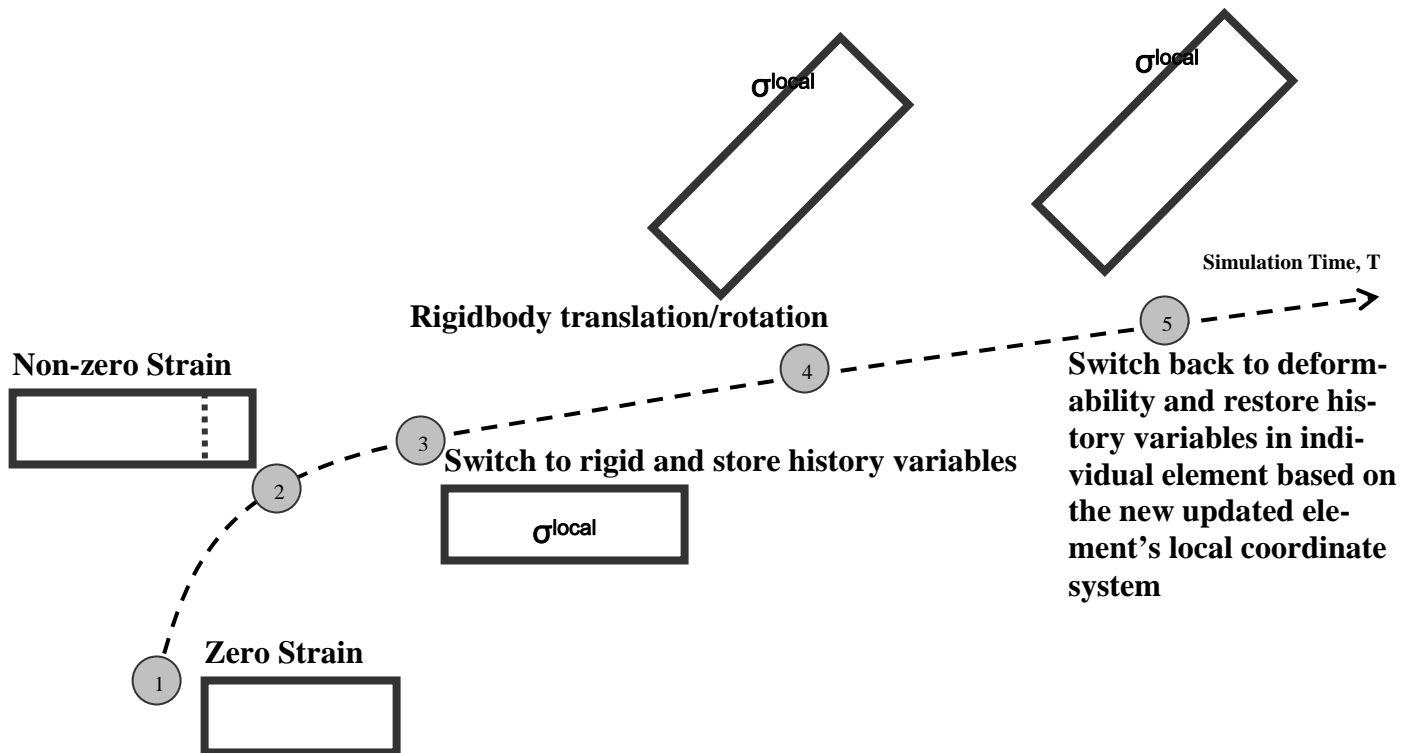 σlocal
σlocal
Simulation Time, T
Rigidbody translation/rotation
5
Non-zero Strain
4
Switch back to deform-
ability and restore his-
tory variables in indi-
vidual element based on
the new updated ele-
ment's local coordinate
system
3
Switch to rigid and store history variables
2
σlocal
Zero Strain
1